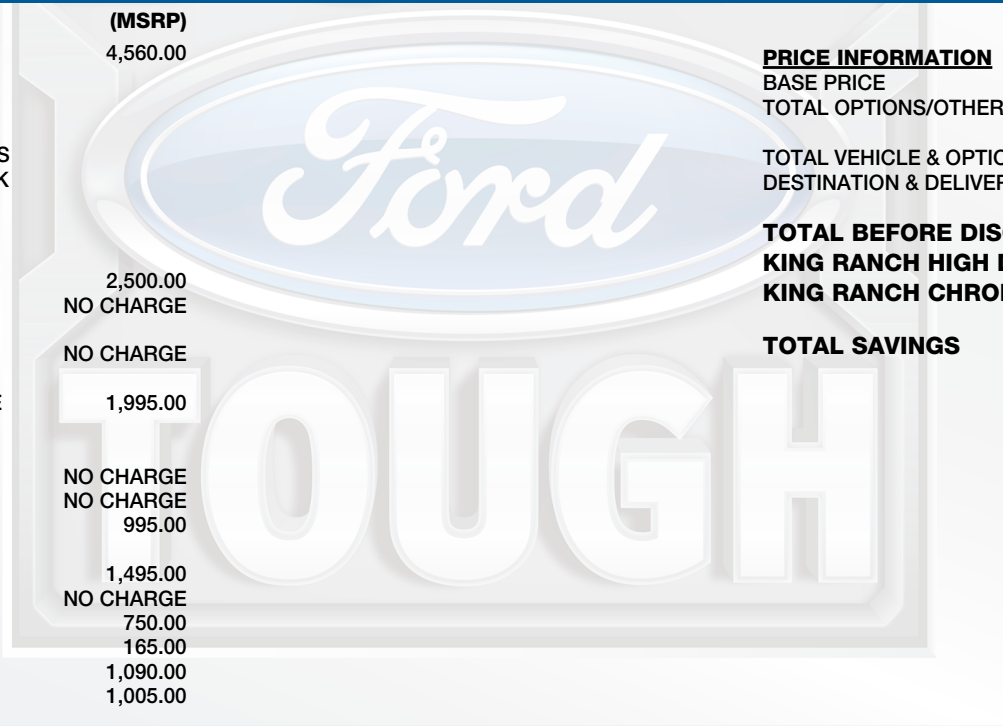 (MSRP)
4,560.00
S
K
2,500.00
NO CHARGE
NO CHARGE
E 1,995.00
NO CHARGE
NO CHARGE
995.00
1,495.00
NO CHARGE
750.00
165.00
1,090.00
1,005.00
Ford
TOUGH
PRICE INFORMATION
BASE PRICE
TOTAL OPTIONS/OTHER
TOTAL VEHICLE & OPTIO
DESTINATION & DELIVER
TOTAL BEFORE DIS
KING RANCH HIGH
KING RANCH CHRO
TOTAL SAVINGS